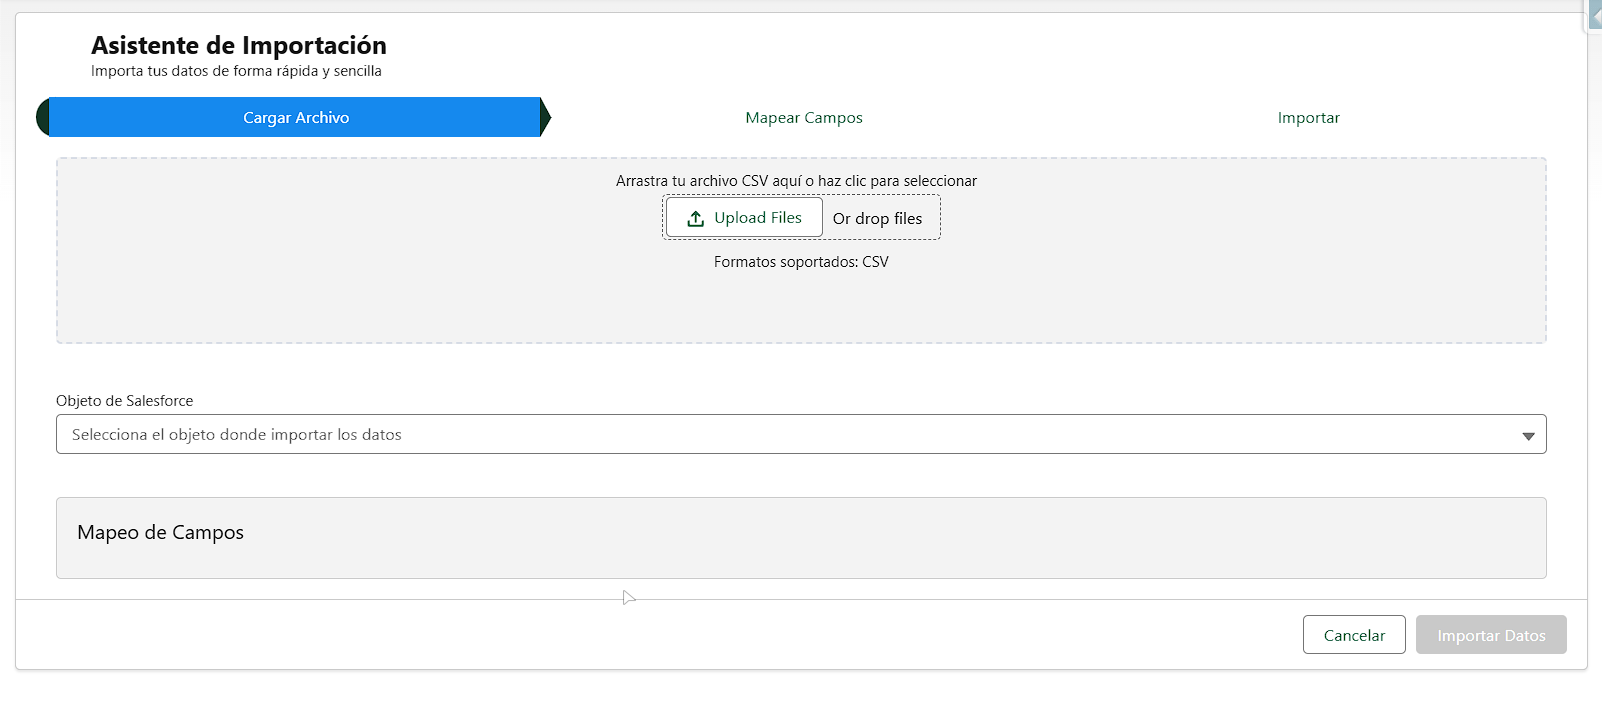 Asistente de Importación
Importa tus datos de forma rápida y sencilla
Cargar Archivo
Mapear Campos
Importar
Arrastra tu archivo CSV aquí o haz clic para seleccionar
Upload Files
Or drop files
Formatos soportados: CSV
Objeto de Salesforce
Selecciona el objeto donde importar los datos
Mapeo de Campos
Cancelar
Importar Datos